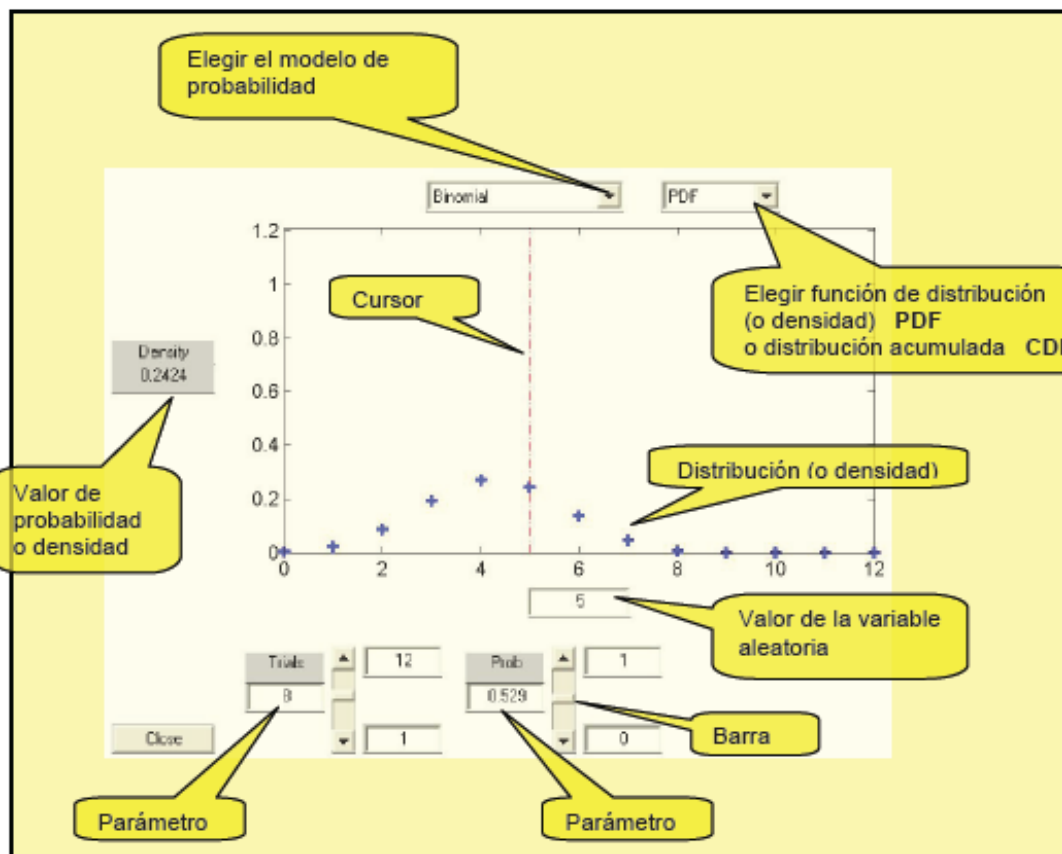 Elegir el modelo de
probabilidad
Binomial
PDF
1.2
1
0.8
0.6
0.4
0.2
0
0
2
4
6
8
10
12
Cursor
Elegir función de distribución
(o densidad) PDF
o distribución acumulada CD
Density
0.2424
Distribución (o densidad)
Valor de
probabilidad
o densidad
5
Valor de la variable
aleatoria
Trials
8
12
1
Prob
0.529
1
0
Barra
Close
Parámetro
Parámetro